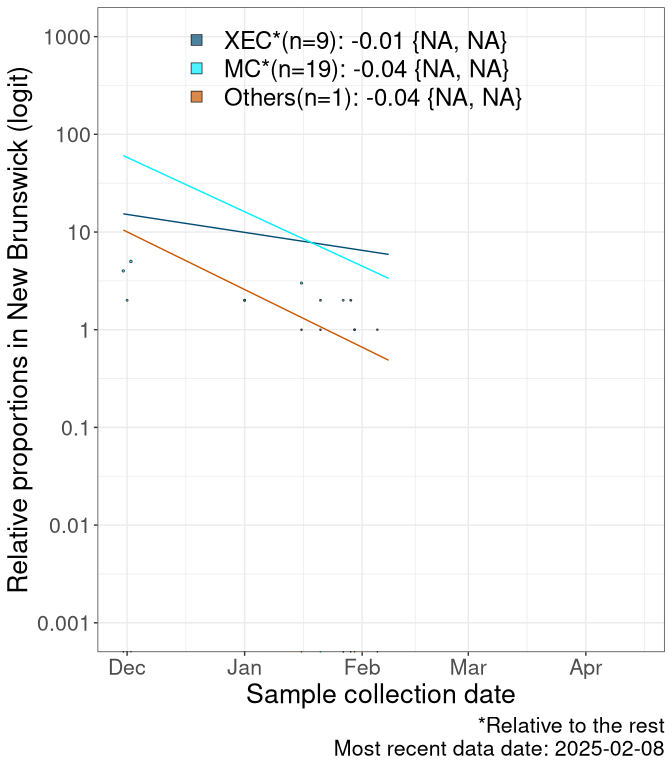 XEC*(n=9): -0.01 {NA, NA}
MC*(n=19): -0.04 {NA, NA}
Others(n=1): -0.04 {NA, NA}
Relative proportions in New Brunswick (logit)
1000
100
10
1
0.1
0.01
0.001
Dec Jan Feb Mar Apr
Sample collection date
*Relative to the rest
Most recent data date: 2025-02-08